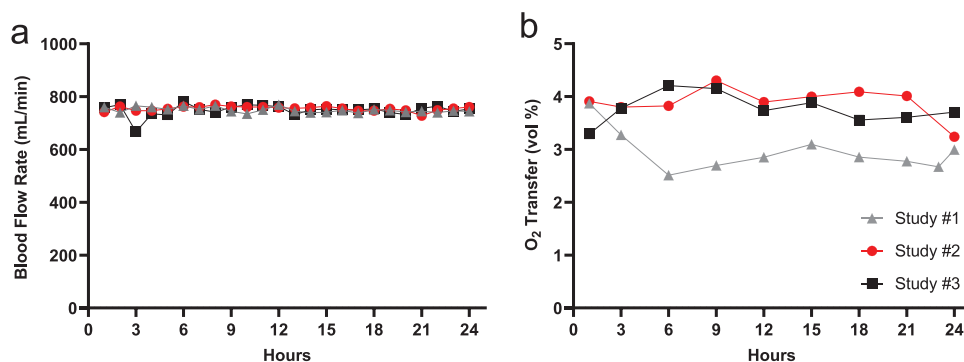 a
1000
800
600
400
200
0
Blood Flow Rate (mL/min)
0 3 6 9 12 15 18 21 24
Hours
b
5
4
3
2
1
0
O₂ Transfer (vol %)
Study #1
Study #2
Study #3
0 3 6 9 12 15 18 21 24
Hours